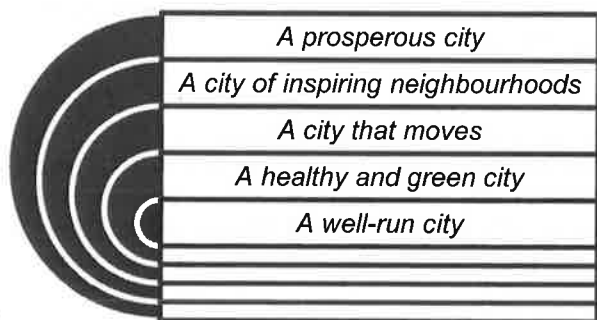 A prosperous city
A city of inspiring neighbourhoods
A city that moves
A healthy and green city
A well-run city